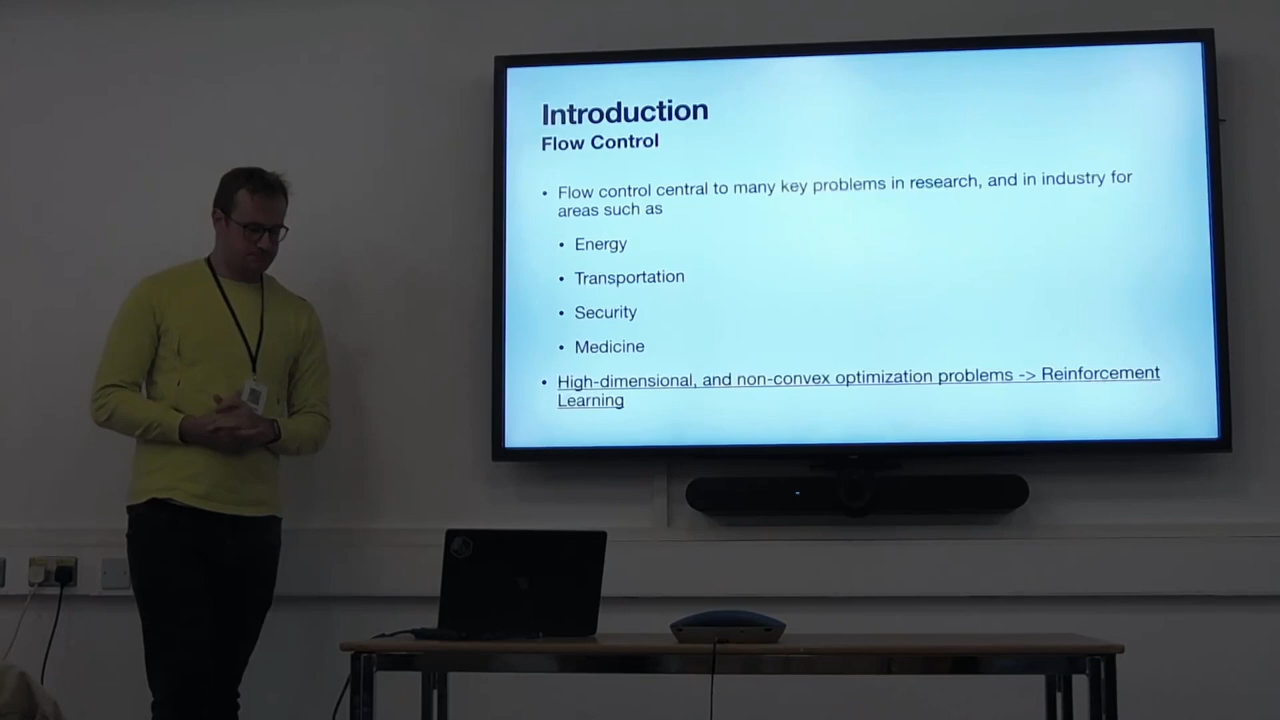 Introduction
Flow Control
• Flow control central to many key problems in research, and in industry for
areas such as
• Energy
• Transportation
• Security
• Medicine
• High-dimensional, and non-convex optimization problems -> Reinforcement
Learning